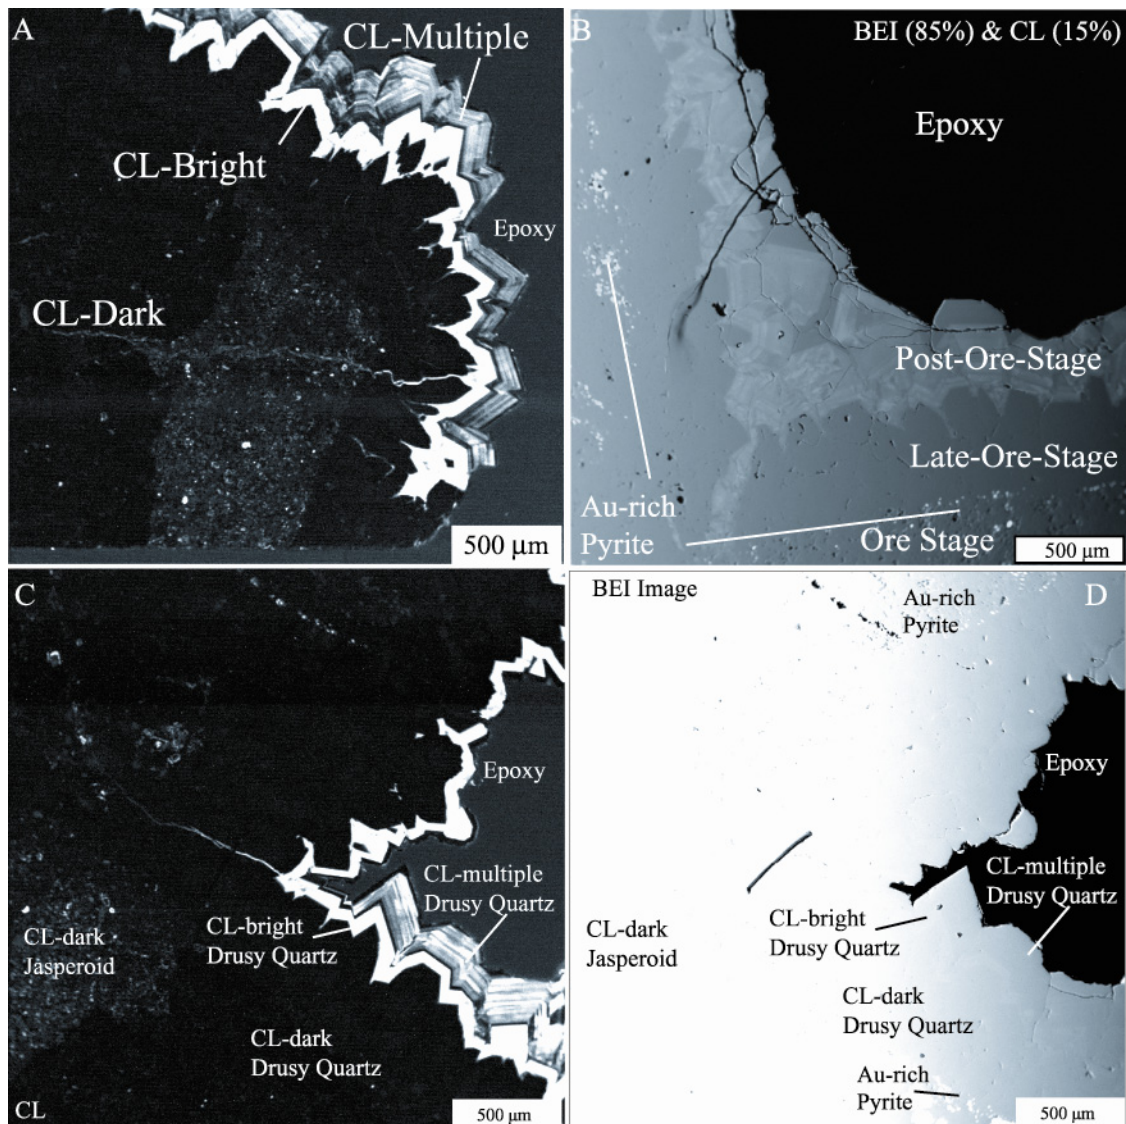 A
CL-Multiple
CL-Bright
Epoxy
CL-Dark
500 µm
B
BEI (85%) & CL (15%)
Epoxy
Post-Ore-Stage
Late-Ore-Stage
Au-rich
Pyrite
Ore Stage
500 µm
C
Epoxy
CL-multiple
Drusy Quartz
CL-bright
Drusy Quartz
CL-dark
Jasperoid
CL-dark
Drusy Quartz
CL
500 µm
BEI Image
Au-rich
Pyrite
D
Epoxy
CL-multiple
Drusy Quartz
CL-bright
Drusy Quartz
CL-dark
Jasperoid
CL-dark
Drusy Quartz
Au-rich
Pyrite
500 µm